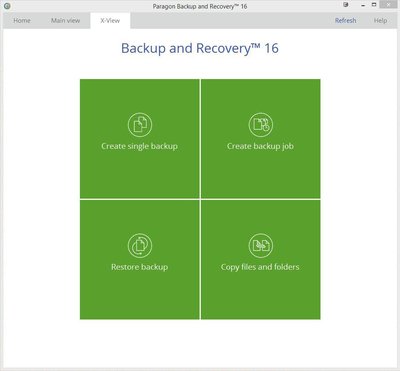 Paragon Backup and Recovery™ 16
Home Main view X-View Refresh Help
Backup and Recovery™ 16
Create single backup Create backup job
Restore backup Copy files and folders